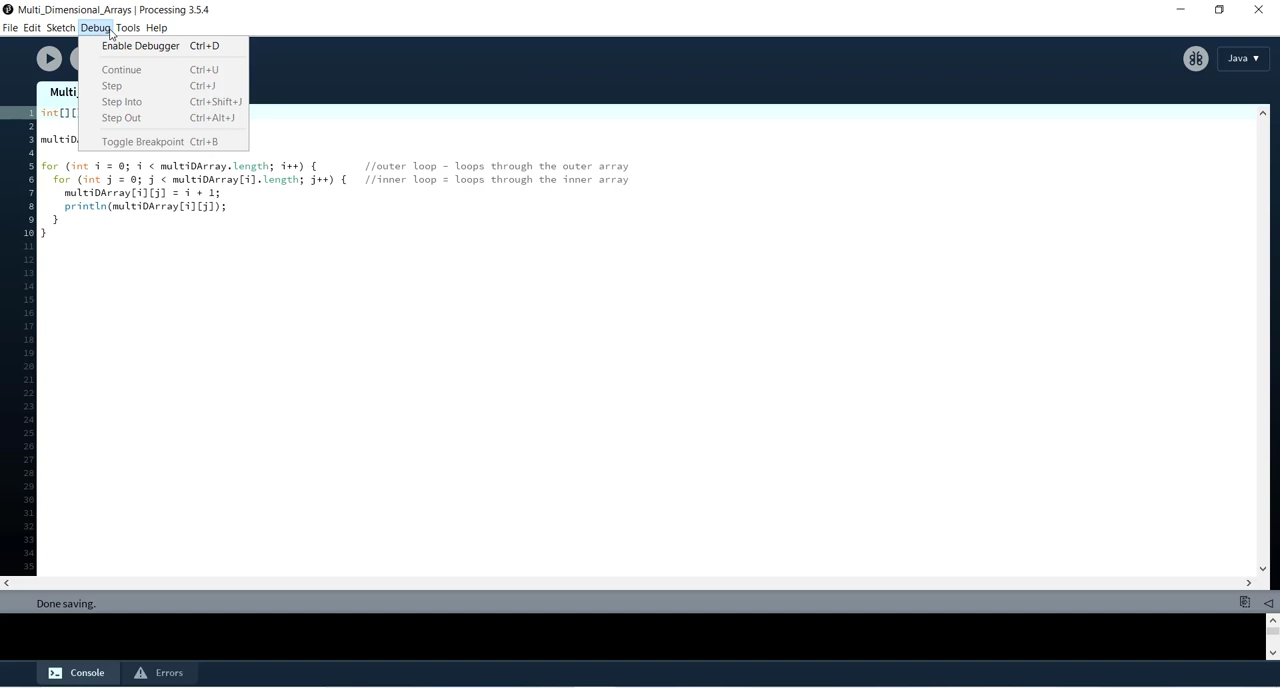 Multi_Dimensional_Arrays | Processing 3.5.4
File Edit Sketch Debug Tools Help
Enable Debugger Ctrl+D
Continue Ctrl+U
Step Ctrl+J
Step Into Ctrl+Shift+J
Step Out Ctrl+Alt+J
Toggle Breakpoint Ctrl+B
Java ▼
Multi_
1 int[][
2
3 multiD
4
5 for (int i = 0; i < multiDArray.length; i++) { //outer loop - loops through the outer array
6 for (int j = 0; j < multiDArray[i].length; j++) { //inner loop = loops through the inner array
7 multiDArray[i][j] = i + 1;
8 println(multiDArray[i][j]);
9 }
10 }
11
12
13
14
15
16
17
18
19
20
21
22
23
24
25
26
27
28
29
30
31
32
33
34
35
Done saving.
Console Errors